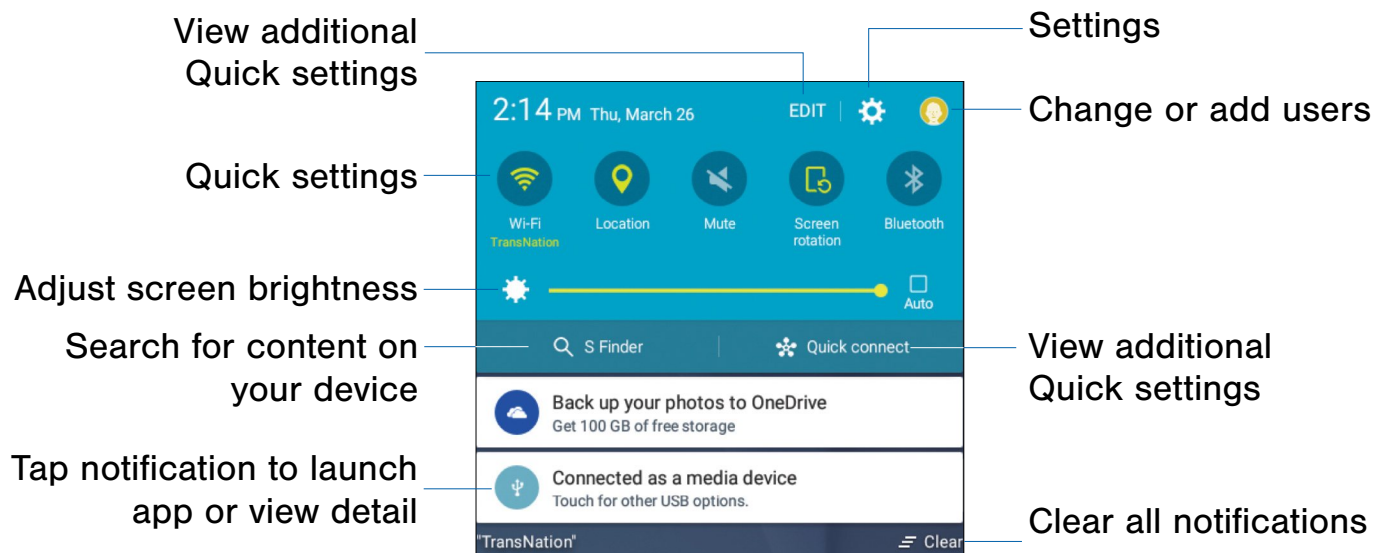 View additional
Quick settings
Settings
2:14 PM Thu, March 26
EDIT
Change or add users
Quick settings
Wi-Fi
TransNation
Location
Mute
Screen
rotation
Bluetooth
Adjust screen brightness
Auto
Search for content on
your device
S Finder
Quick connect
View additional
Quick settings
Back up your photos to OneDrive
Get 100 GB of free storage
Tap notification to launch
app or view detail
Connected as a media device
Touch for other USB options.
"TransNation"
Clear
Clear all notifications